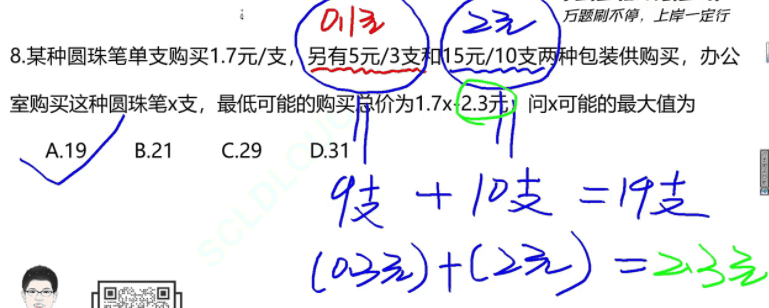 万题刷不停，上岸一定行
0.1元 2元
8.某种圆珠笔单支购买1.7元/支，另有5元/3支和15元/10支两种包装供购买，办公
室购买这种圆珠笔x支，最低可能的购买总价为1.7x-2.3元，问x可能的最大值为
A.19 B.21 C.29 D.31
9支 + 10支 = 19支
(0.3元)+(2元) = 2.3元